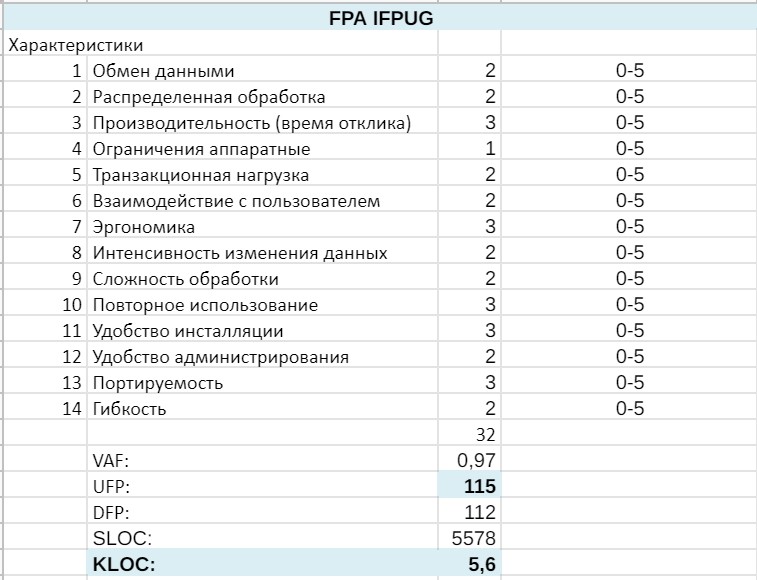 FPA IFPUG
Характеристики
1 Обмен данными 2 0-5
2 Распределенная обработка 2 0-5
3 Производительность (время отклика) 3 0-5
4 Ограничения аппаратные 1 0-5
5 Транзакционная нагрузка 2 0-5
6 Взаимодействие с пользователем 2 0-5
7 Эргономика 3 0-5
8 Интенсивность изменения данных 2 0-5
9 Сложность обработки 2 0-5
10 Повторное использование 3 0-5
11 Удобство инсталляции 3 0-5
12 Удобство администрирования 2 0-5
13 Портируемость 3 0-5
14 Гибкость 2 0-5
32
VAF: 0,97
UFP: 115
DFP: 112
SLOC: 5578
KLOC: 5,6